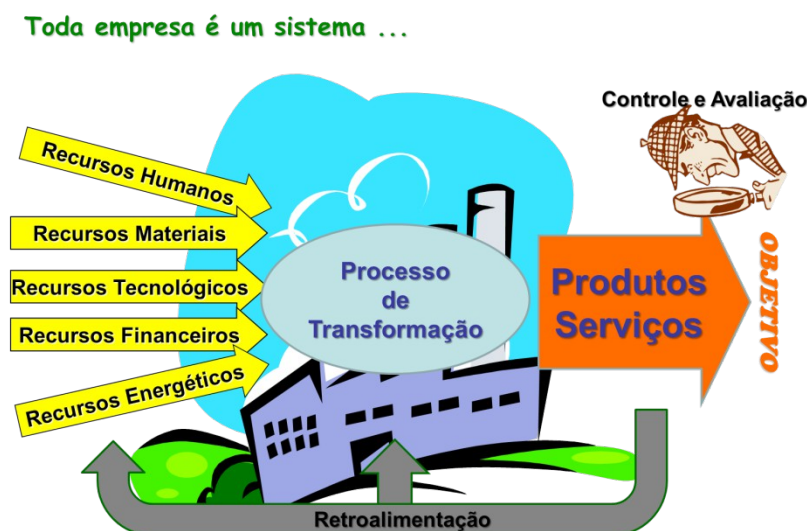 Toda empresa é um sistema ...
Controle e Avaliação
Recursos Humanos
Recursos Materiais
Recursos Tecnológicos
Recursos Financeiros
Recursos Energéticos
Processo
de
Transformação
Produtos
Serviços
OBJETIVO
Retroalimentação